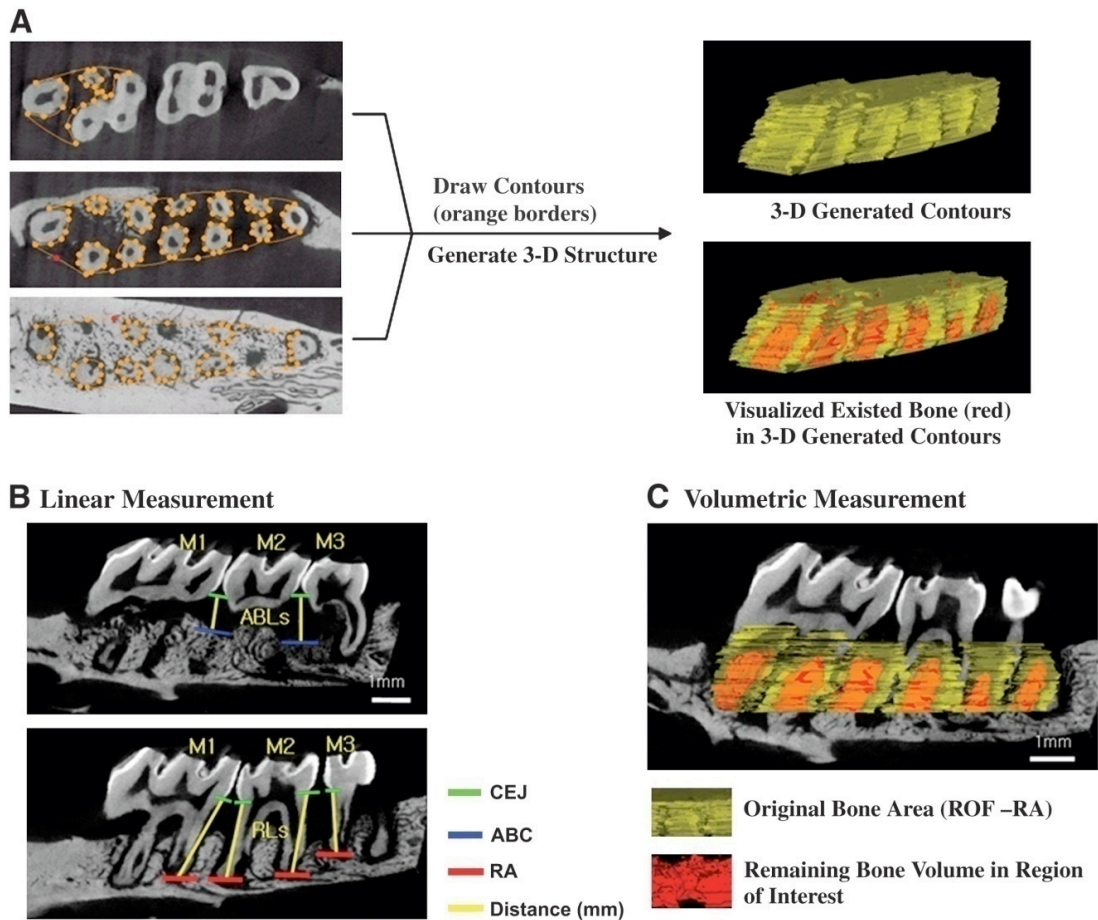 A
Draw Contours
(orange borders)
Generate 3-D Structure
3-D Generated Contours
Visualized Existed Bone (red)
in 3-D Generated Contours
B Linear Measurement
M1 M2 M3
ABLs
1mm
M1 M2 M3
RLs
CEJ
ABC
RA
Distance (mm)
C Volumetric Measurement
1mm
Original Bone Area (ROF –RA)
Remaining Bone Volume in Region
of Interest